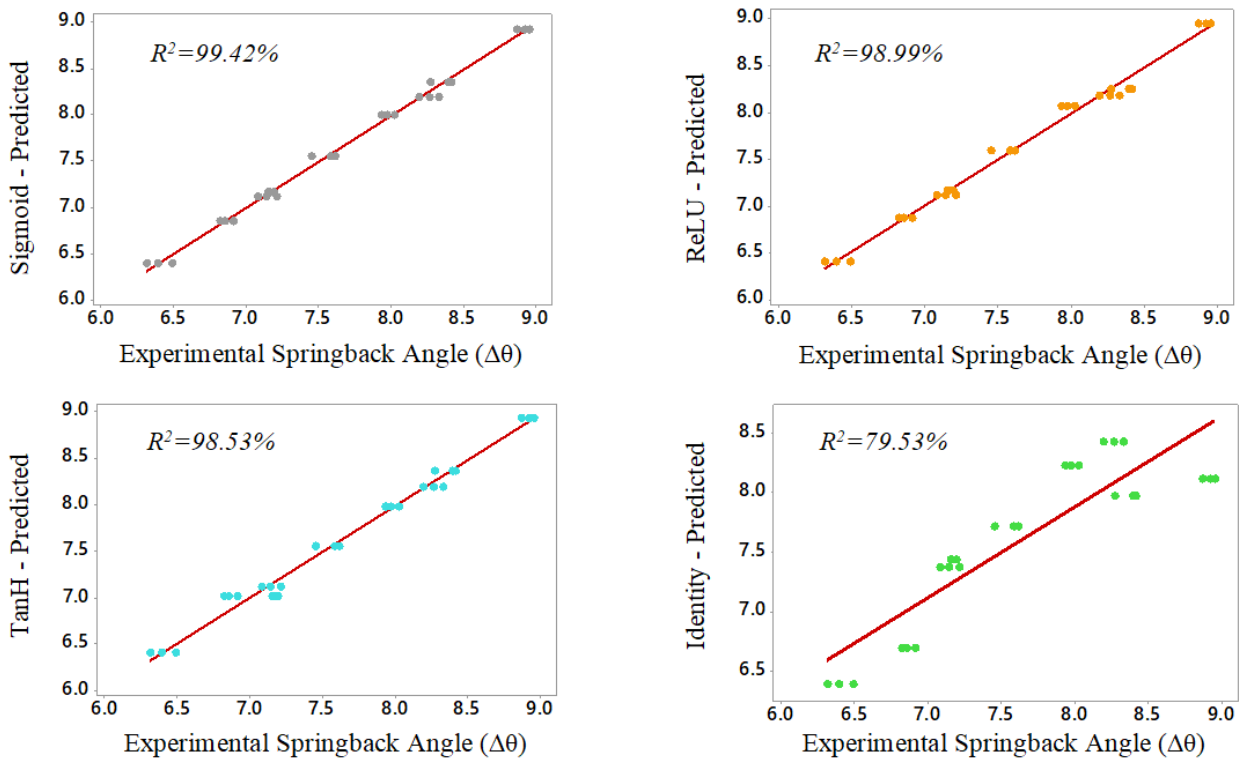 Sigmoid - Predicted
9.0
8.5
8.0
7.5
7.0
6.5
6.0
R²=99.42%
6.0 6.5 7.0 7.5 8.0 8.5 9.0
Experimental Springback Angle (Δθ)
ReLU - Predicted
9.0
8.5
8.0
7.5
7.0
6.5
6.0
R²=98.99%
6.0 6.5 7.0 7.5 8.0 8.5 9.0
Experimental Springback Angle (Δθ)
TanH - Predicted
9.0
8.5
8.0
7.5
7.0
6.5
6.0
R²=98.53%
6.0 6.5 7.0 7.5 8.0 8.5 9.0
Experimental Springback Angle (Δθ)
Identity - Predicted
8.5
8.0
7.5
7.0
6.5
R²=79.53%
6.0 6.5 7.0 7.5 8.0 8.5 9.0
Experimental Springback Angle (Δθ)